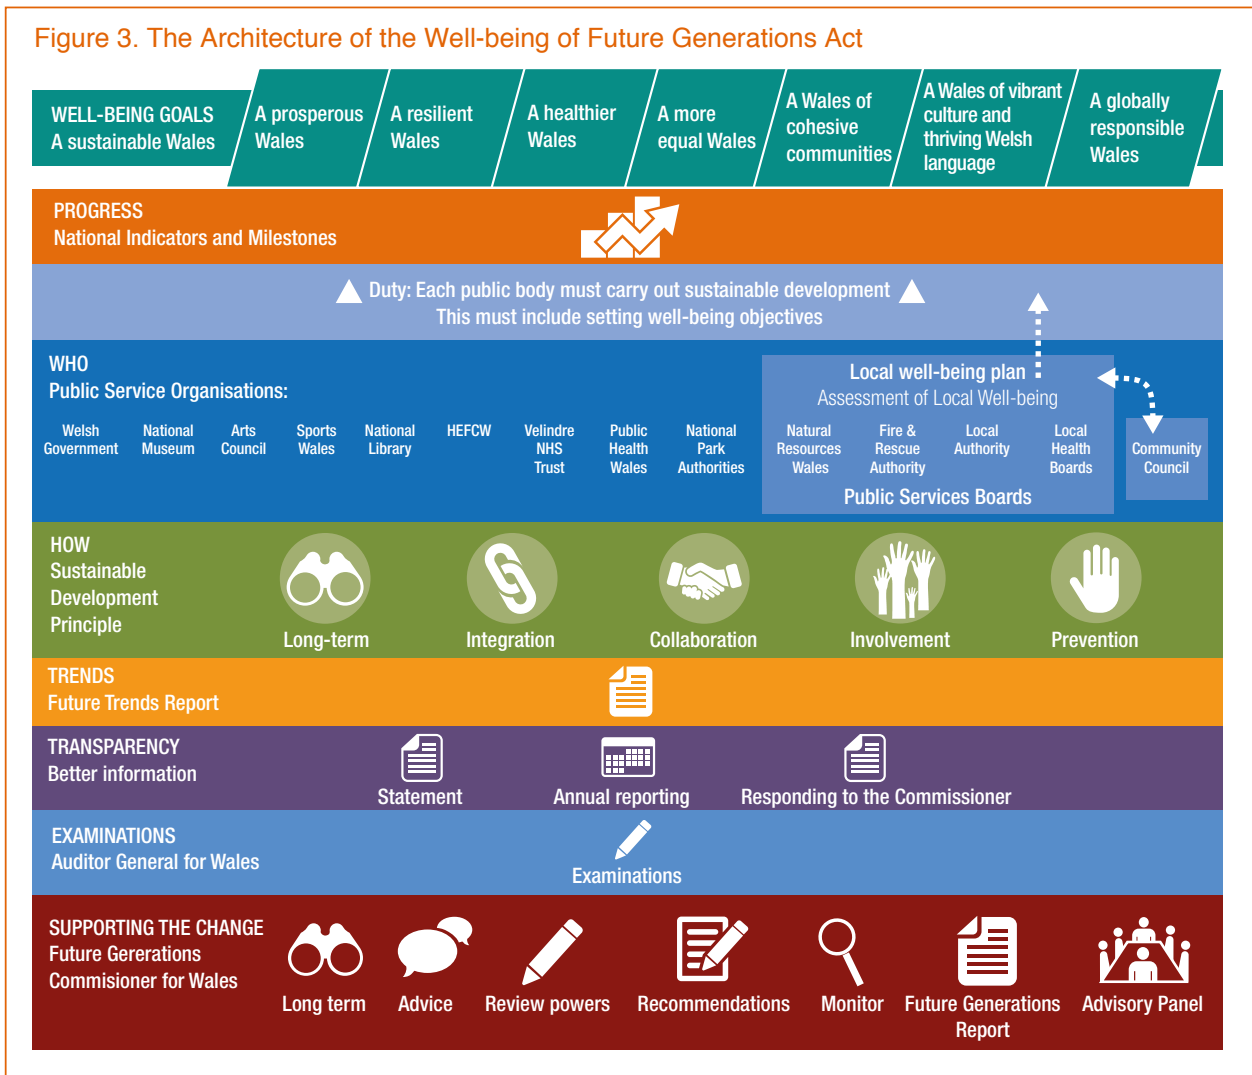 Figure 3. The Architecture of the Well-being of Future Generations Act
WELL-BEING GOALS
A sustainable Wales
A prosperous
Wales
A resilient
Wales
A healthier
Wales
A more
equal Wales
A Wales of
cohesive
communities
A Wales of vibrant
culture and
thriving Welsh
language
A globally
responsible
Wales
PROGRESS
National Indicators and Milestones
Duty: Each public body must carry out sustainable development
This must include setting well-being objectives
WHO
Public Service Organisations:
Welsh
Government
National
Museum
Arts
Council
Sports
Wales
National
Library
HEFCW
Velindre
NHS
Trust
Public
Health
Wales
National
Park
Authorities
Local well-being plan
Assessment of Local Well-being
Natural
Resources
Wales
Fire &
Rescue
Authority
Local
Authority
Local
Health
Boards
Public Services Boards
Community
Council
HOW
Sustainable
Development
Principle
Long-term
Integration
Collaboration
Involvement
Prevention
TRENDS
Future Trends Report
TRANSPARENCY
Better information
Statement
Annual reporting
Responding to the Commissioner
EXAMINATIONS
Auditor General for Wales
Examinations
SUPPORTING THE CHANGE
Future Gererations
Commisioner for Wales
Long term
Advice
Review powers
Recommendations
Monitor
Future Generations
Report
Advisory Panel